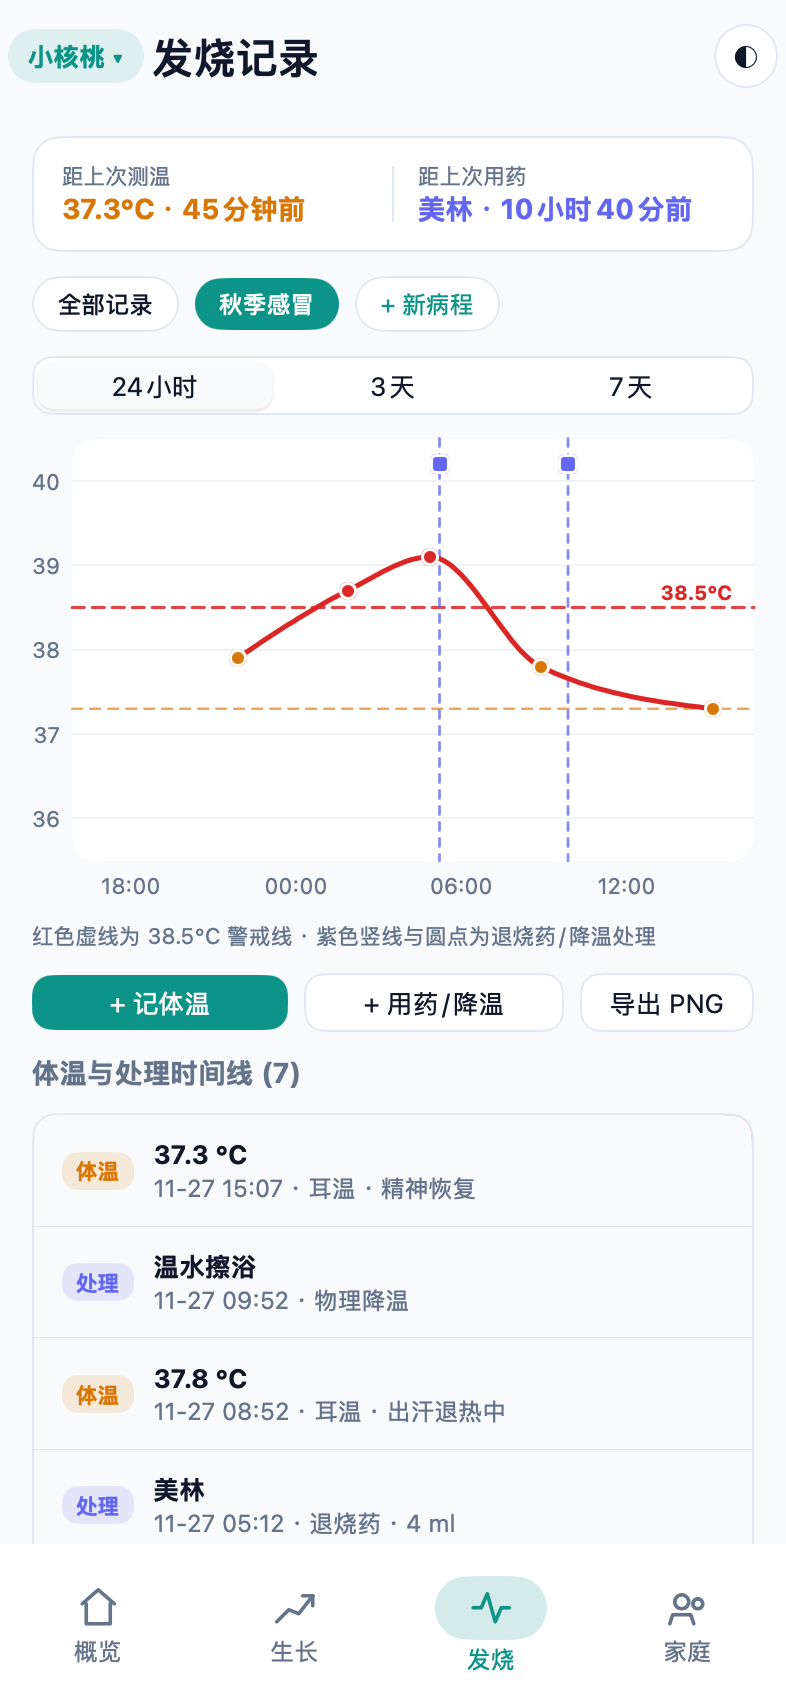 小核桃 ▾ 发烧记录
距上次测温
37.3°C · 45分钟前
距上次用药
美林 · 10小时40分前
全部记录 秋季感冒 + 新病程
24小时 3天 7天
40
39
38.5°C
38
37
36
18:00 00:00 06:00 12:00
红色虚线为 38.5°C 警戒线 · 紫色竖线与圆点为退烧药/降温处理
+ 记体温 + 用药/降温 导出 PNG
体温与处理时间线 (7)
体温 37.3 °C
11-27 15:07 · 耳温 · 精神恢复
处理 温水擦浴
11-27 09:52 · 物理降温
体温 37.8 °C
11-27 08:52 · 耳温 · 出汗退热中
处理 美林
11-27 05:12 · 退烧药 · 4 ml
概览 生长 发烧 家庭